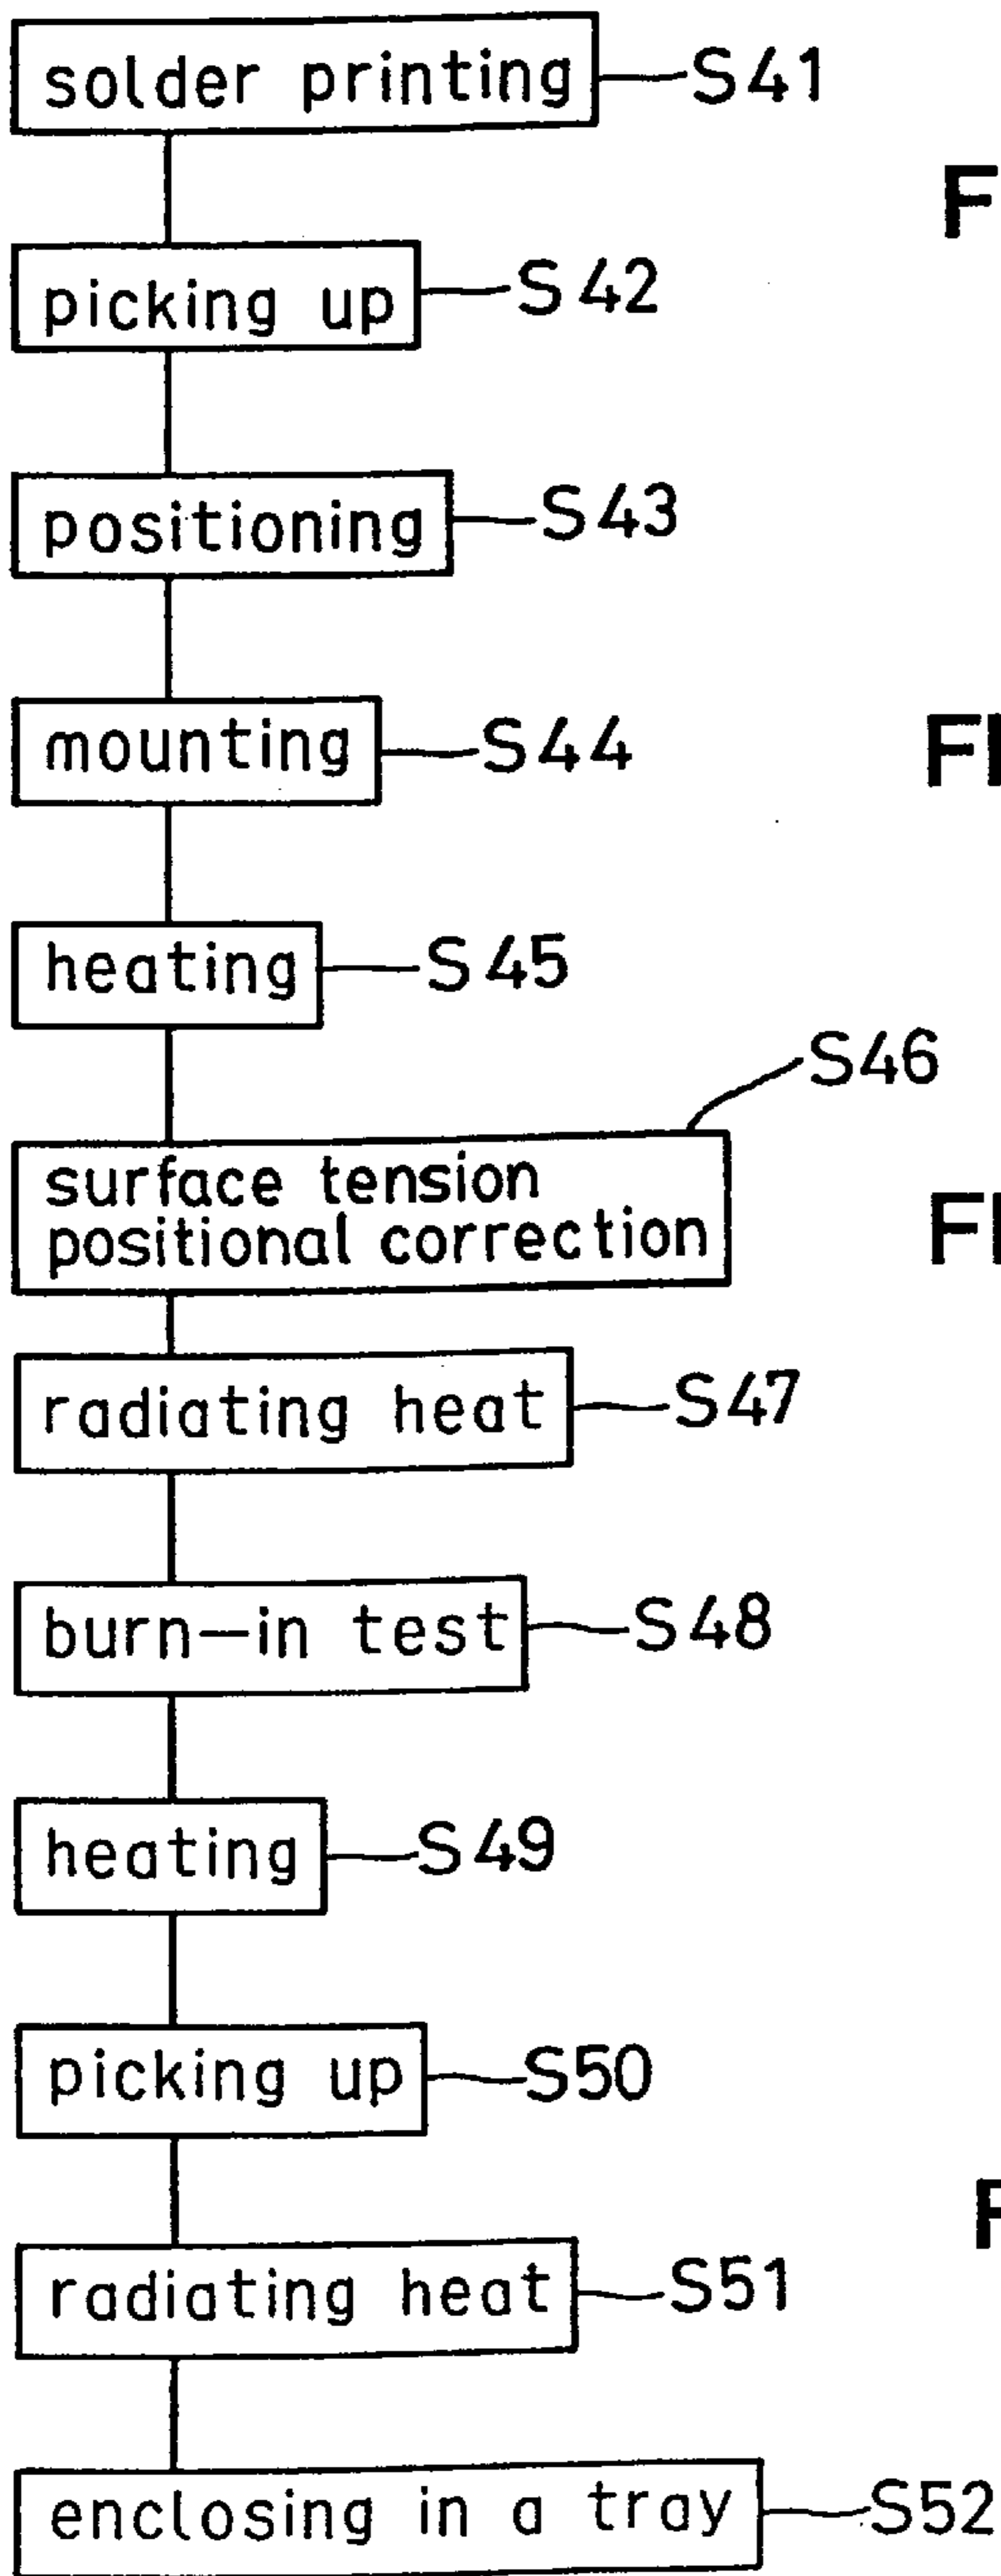 solder printing S41
picking up S42
positioning S43
mounting S44
heating S45
S46
surface tension
positional correction
radiating heat S47
burn-in test S48
heating S49
picking up S50
radiating heat S51
enclosing in a tray S52